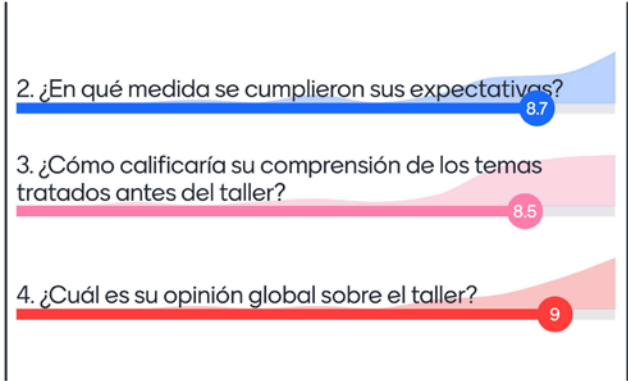 2. ¿En qué medida se cumplieron sus expectativas?
8.7
3. ¿Cómo calificaría su comprensión de los temas
tratados antes del taller?
8.5
4. ¿Cuál es su opinión global sobre el taller?
9